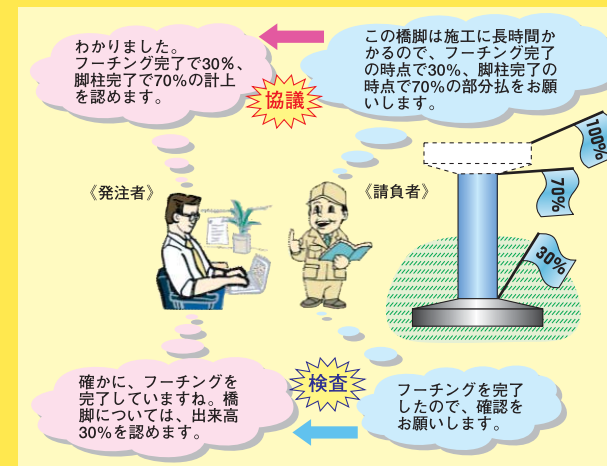 わかりました。
フーチング完了で30%、
脚柱完了で70%の計上
を認めます。
この橋脚は施工に長時間か
かるので、フーチング完了
の時点で30%、脚柱完了の
時点で70%の部分払をお願
いします。
協議
《発注者》
《請負者》
100%
70%
30%
確かに、フーチングを
完了していますね。橋
脚については、出来高
30%を認めます。
検査
フーチングを完了
したので、確認を
お願いします。